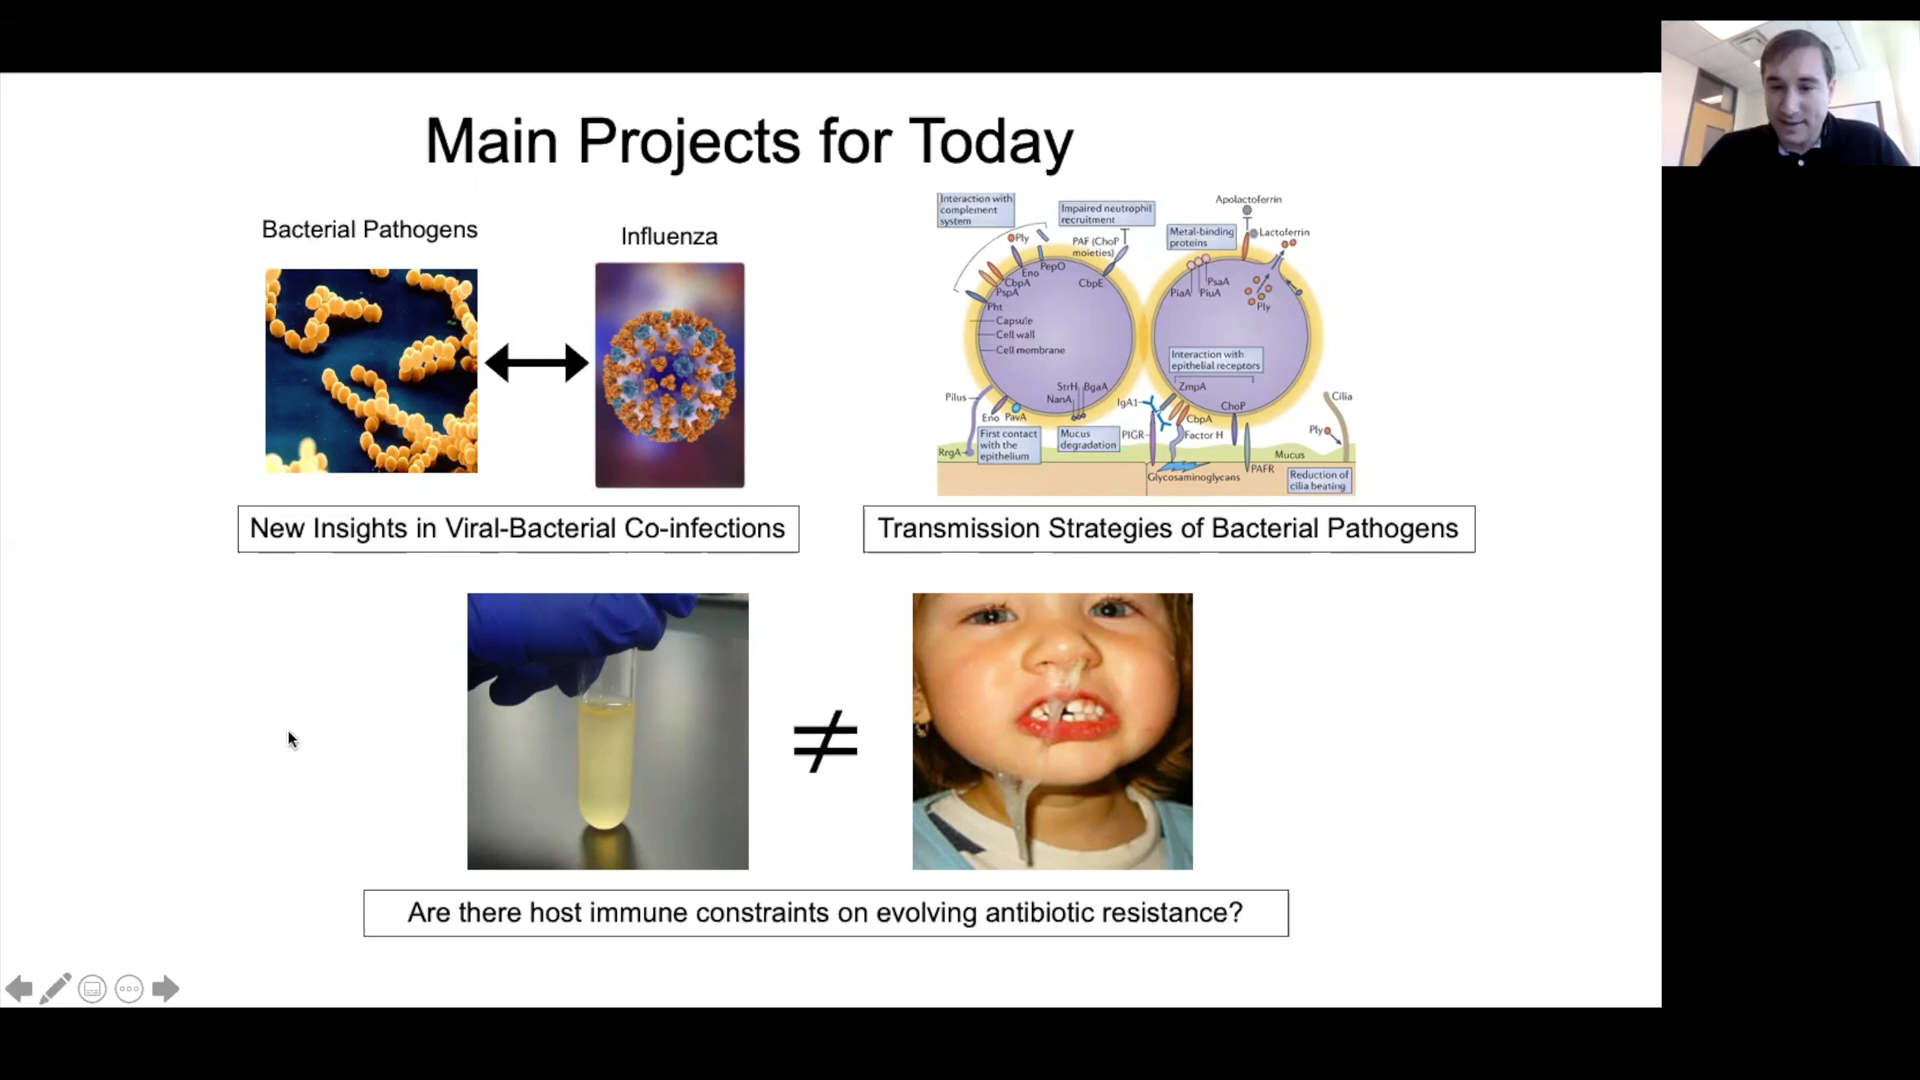 Main Projects for Today
Bacterial Pathogens
Influenza
New Insights in Viral-Bacterial Co-infections
Interaction with
complement
system
Impaired neutrophil
recruitment
Apolactoferrin
Ply
PAF (ChoP
moieties)
Metal-binding
proteins
Lactoferrin
PepO
Eno
CbpA
PspA
CbpE
Pht
PiaA
PiuA
PsaA
Ply
Capsule
Cell wall
Cell membrane
Interaction with
epithelial receptors
StrH
BgaA
NanA
ZmpA
Pilus
Eno
PavA
IgA1
CbpA
ChoP
Cilia
Ply
First contact
with the
epithelium
Mucus
degradation
PIGR
Factor H
RrgA
Mucus
PAFR
Glycosaminoglycans
Reduction of
cilia beating
Transmission Strategies of Bacterial Pathogens
≠
Are there host immune constraints on evolving antibiotic resistance?